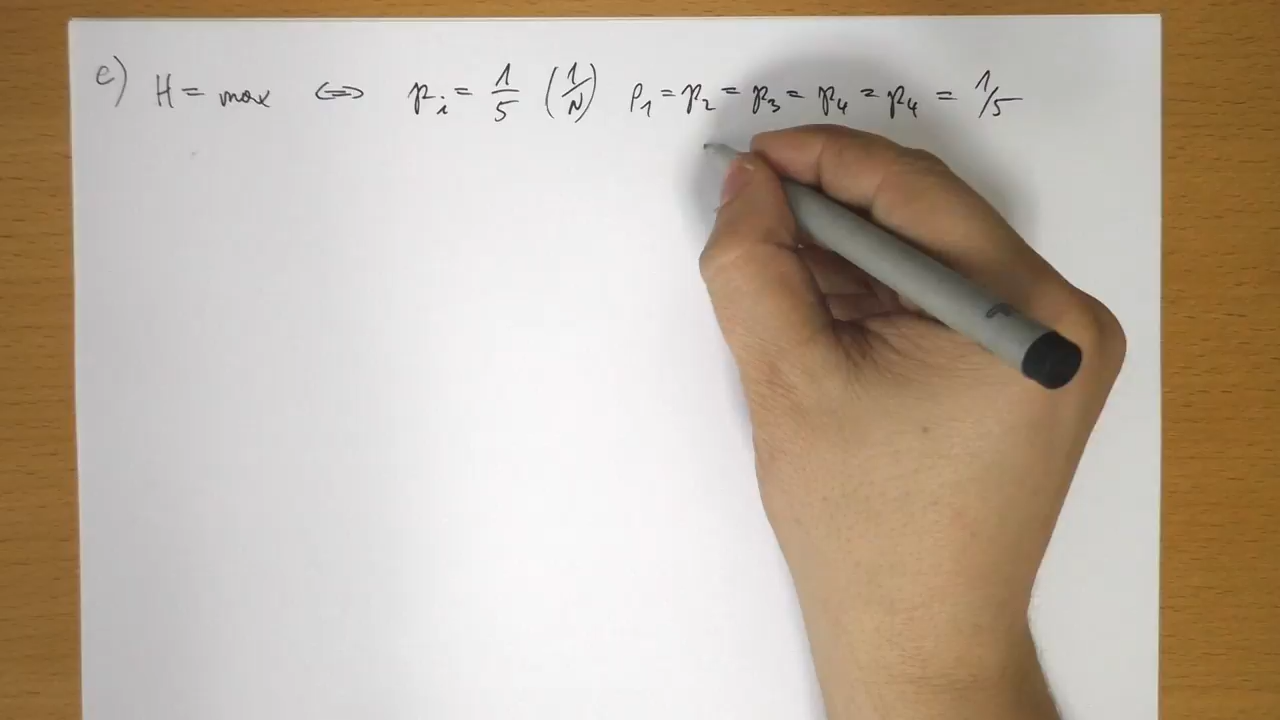 e) H = max ⇔ p_i = 1/5 (1/N) p_1 = p_2 = p_3 = p_4 = p_4 = 1/5